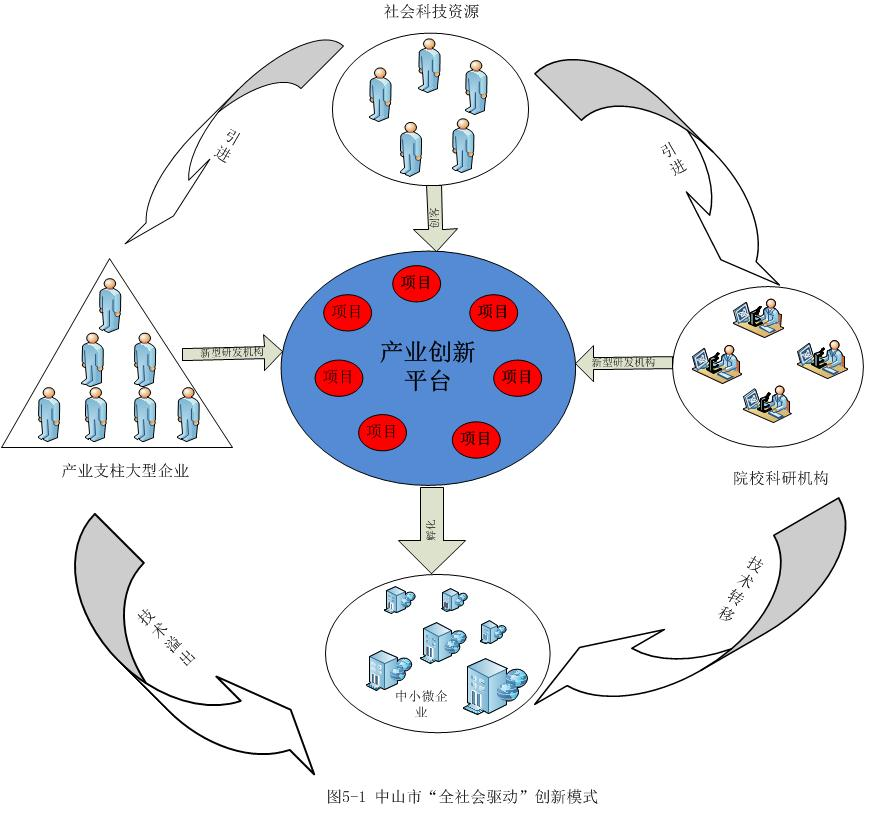 社会科技资源
引进
引进
创客
项目
项目
项目
产业创新
平台
项目
项目
项目
项目
新型研发机构
新型研发机构
产业支柱大型企业
院校科研机构
孵化
技术溢出
技术转移
中小微企
业
图5-1 中山市“全社会驱动”创新模式